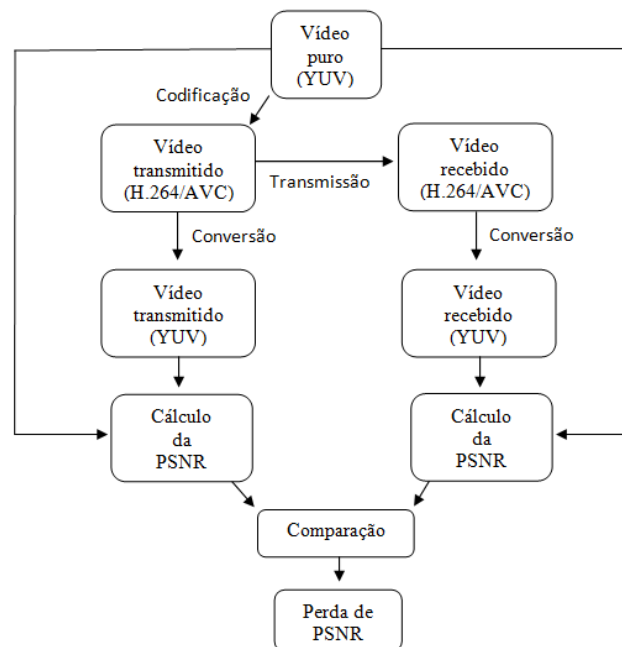 Vídeo
puro
(YUV)
Codificação
Vídeo
transmitido
(H.264/AVC)
Transmissão
Vídeo
recebido
(H.264/AVC)
Conversão
Conversão
Vídeo
transmitido
(YUV)
Vídeo
recebido
(YUV)
Cálculo
da
PSNR
Cálculo
da
PSNR
Comparação
Perda de
PSNR